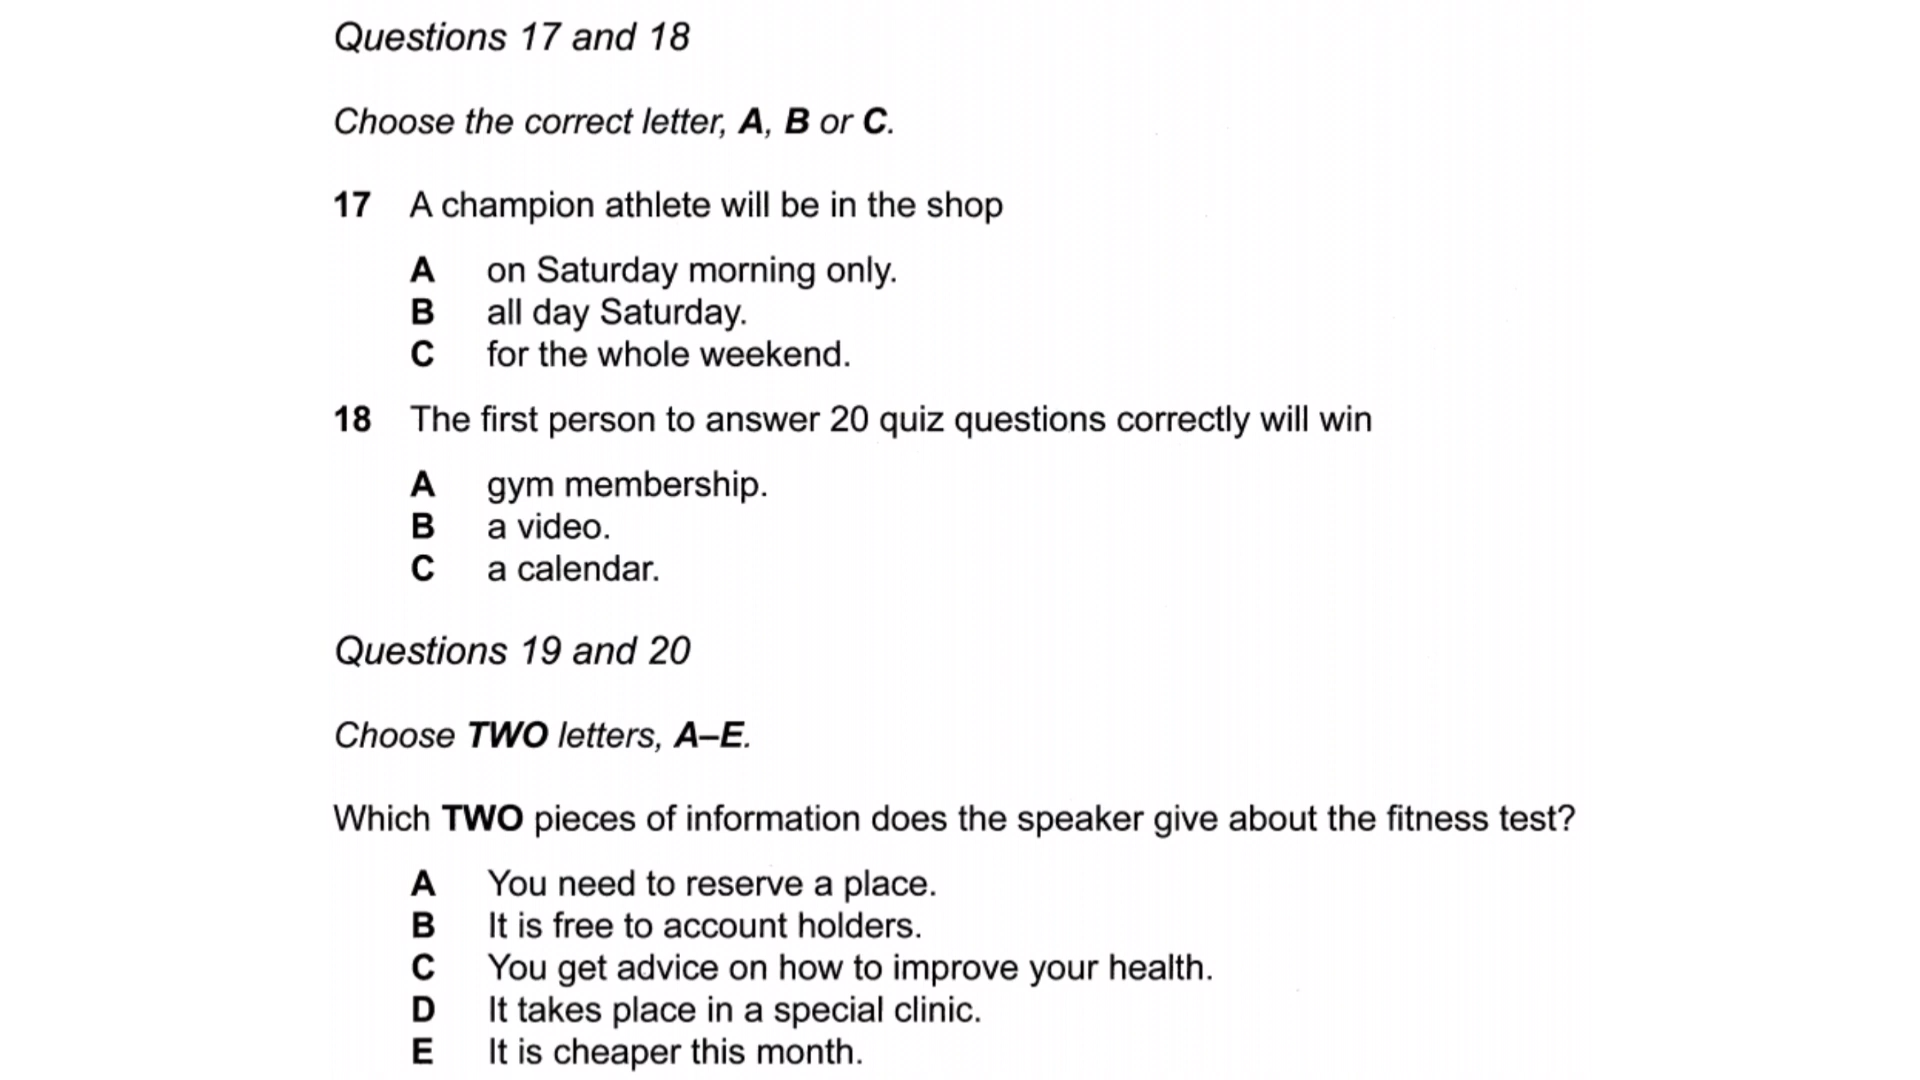 Questions 17 and 18
Choose the correct letter, A, B or C.
17 A champion athlete will be in the shop
A on Saturday morning only.
B all day Saturday.
C for the whole weekend.
18 The first person to answer 20 quiz questions correctly will win
A gym membership.
B a video.
C a calendar.
Questions 19 and 20
Choose TWO letters, A–E.
Which TWO pieces of information does the speaker give about the fitness test?
A You need to reserve a place.
B It is free to account holders.
C You get advice on how to improve your health.
D It takes place in a special clinic.
E It is cheaper this month.